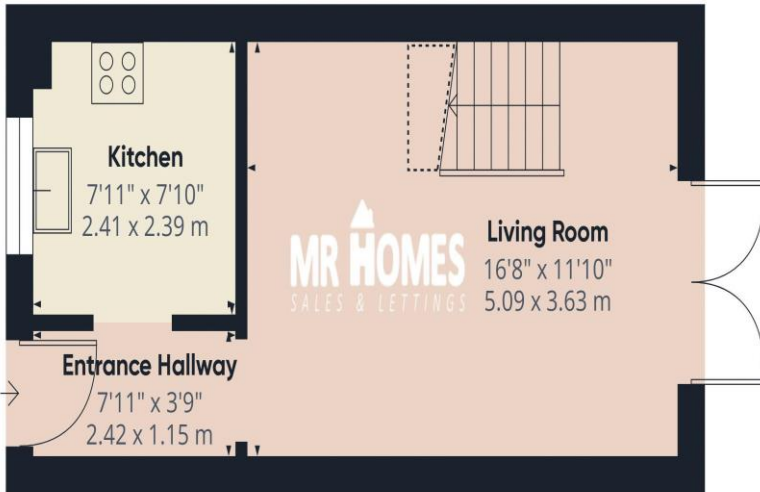 Kitchen
7'11" x 7'10"
2.41 x 2.39 m
MR HOMES
SALES & LETTINGS
Living Room
16'8" x 11'10"
5.09 x 3.63 m
Entrance Hallway
7'11" x 3'9"
2.42 x 1.15 m